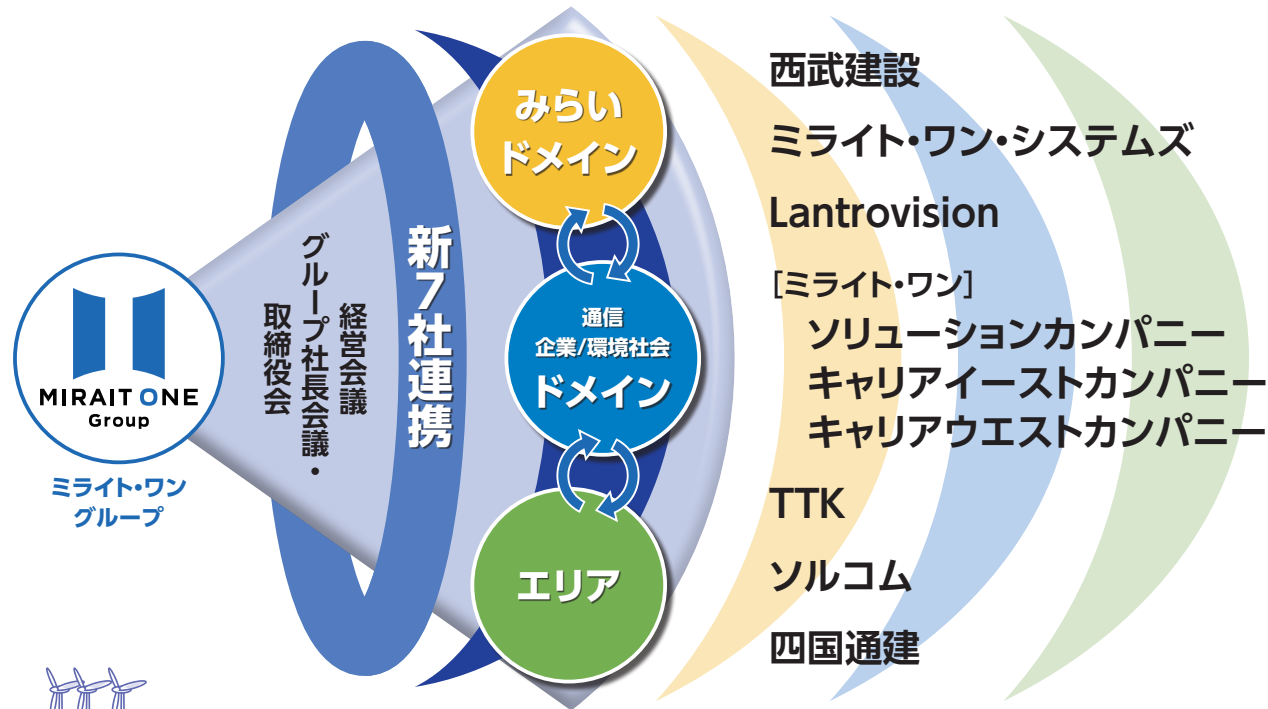 MIRAIT ONE
Group
ミライト・ワン
グループ
経営会議
グループ社長会議・
取締役会
新7社連携
みらい
ドメイン
通信
企業/環境社会
ドメイン
エリア
西武建設
ミライト・ワン・システムズ
Lantrovision
［ミライト・ワン］
ソリューションカンパニー
キャリアイーストカンパニー
キャリアウエストカンパニー
TTK
ソルコム
四国通建